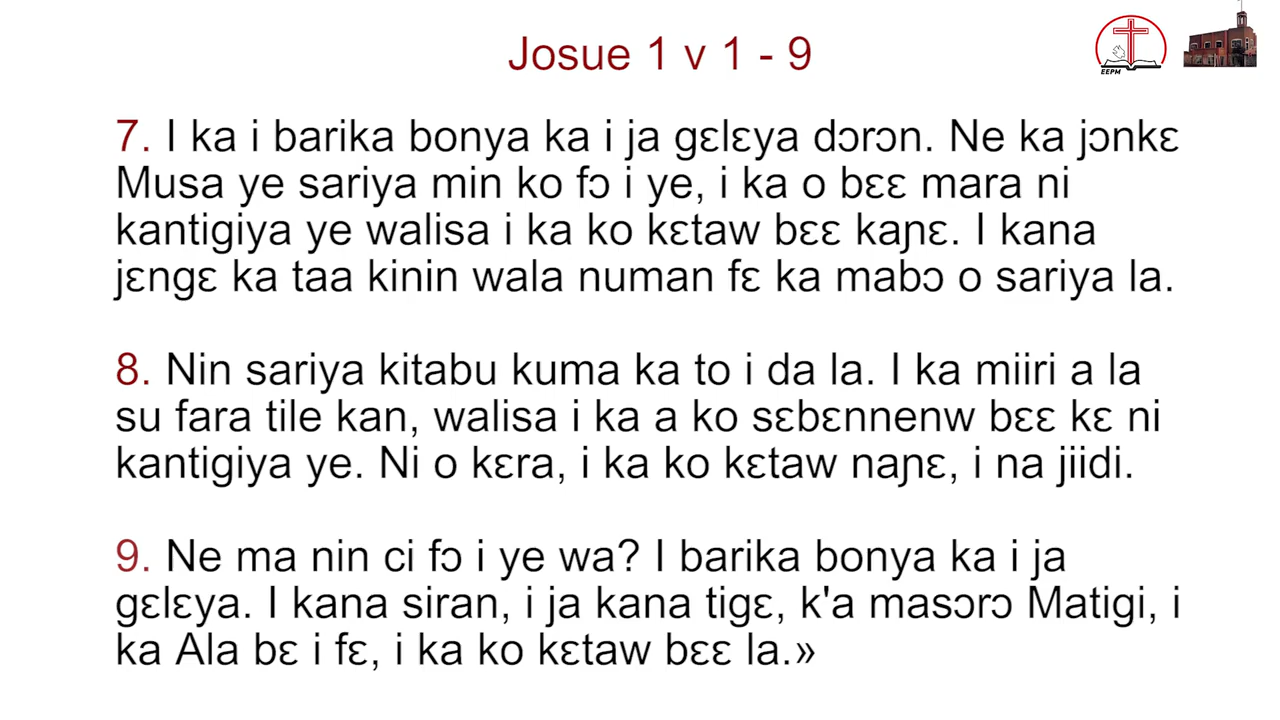 Josue 1 v 1 - 9
EEPM
7. I ka i barika bonya ka i ja gɛlɛya dɔrɔn. Ne ka jɔnkɛ
Musa ye sariya min ko fɔ i ye, i ka o bɛɛ mara ni
kantigiya ye walisa i ka ko kɛtaw bɛɛ kaɲɛ. I kana
jɛngɛ ka taa kinin wala numan fɛ ka mabɔ o sariya la.
8. Nin sariya kitabu kuma ka to i da la. I ka miiri a la
su fara tile kan, walisa i ka a ko sɛbɛnnenw bɛɛ kɛ ni
kantigiya ye. Ni o kɛra, i ka ko kɛtaw naɲɛ, i na jiidi.
9. Ne ma nin ci fɔ i ye wa? I barika bonya ka i ja
gɛlɛya. I kana siran, i ja kana tigɛ, k'a masɔrɔ Matigi, i
ka Ala bɛ i fɛ, i ka ko kɛtaw bɛɛ la.»